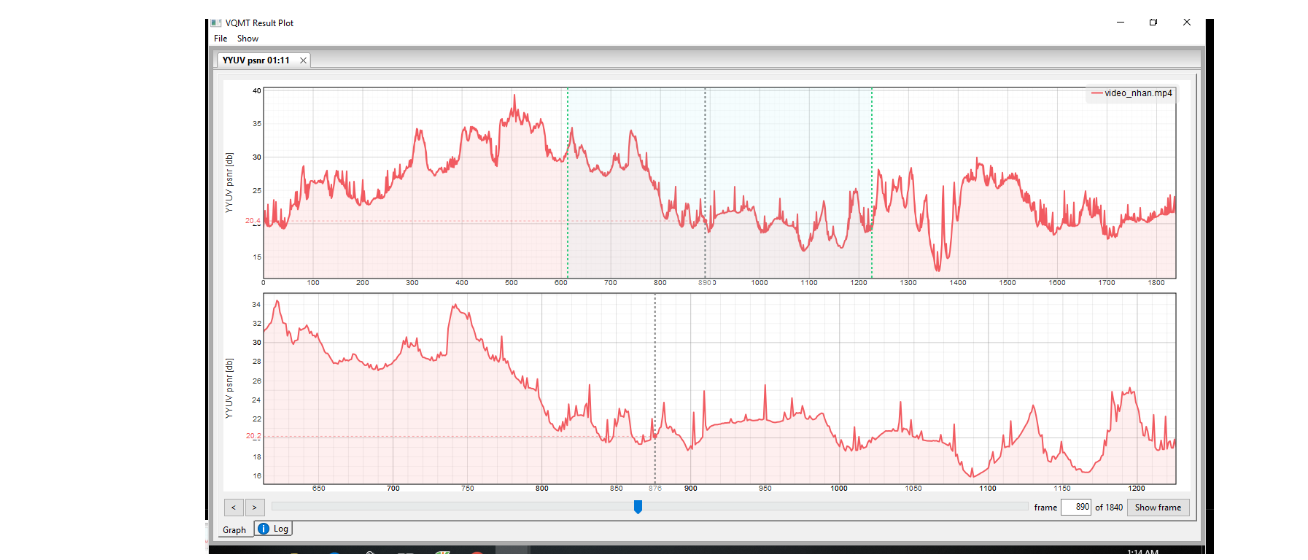 VQMT Result Plot
File Show
YYUV psnr 01:11
video_nhan.mp4
YYUV psnr [db]
40
35
30
25
20.4
15
0 100 200 300 400 500 600 700 800 890 1000 1100 1200 1300 1400 1500 1600 1700 1800
YYUV psnr [db]
34
32
30
28
26
24
22
20.2
18
16
650 700 750 800 850 876 900 950 1000 1050 1100 1150 1200
< > frame 890 of 1840 Show frame
Graph Log
1:14 AM